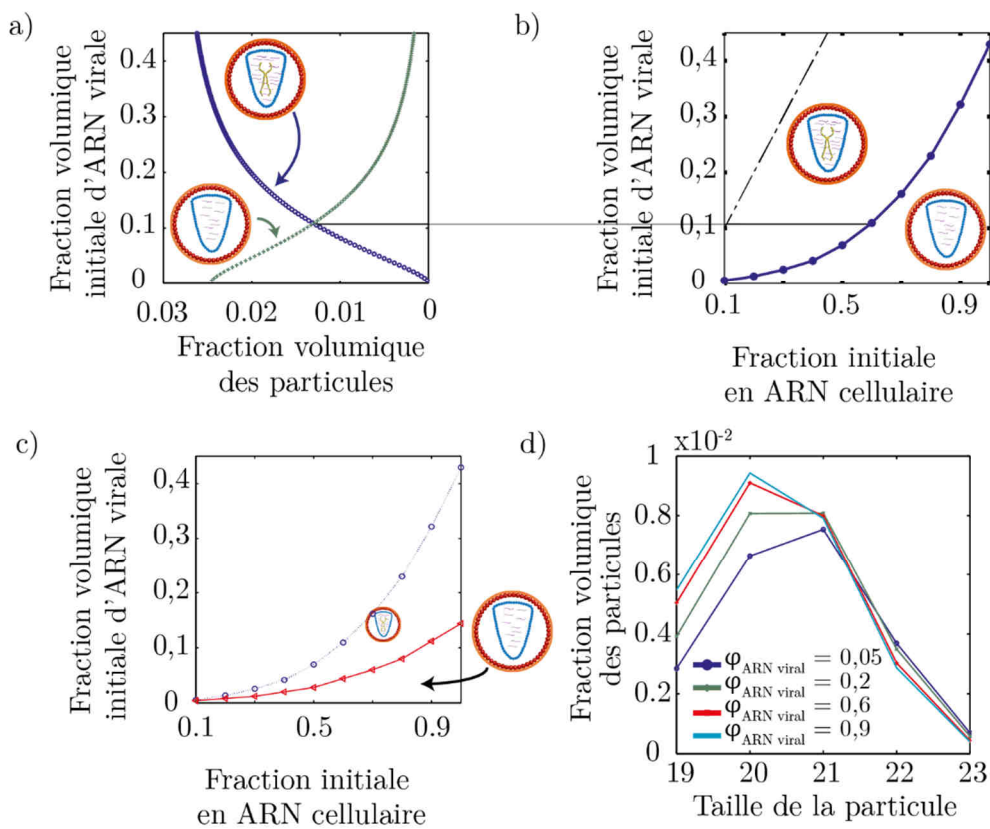 a)
Fraction volumique
initiale d'ARN virale
0.4
0.3
0.2
0.1
0
0.03
0.02
0.01
0
Fraction volumique
des particules
b)
Fraction volumique
initiale d'ARN virale
0.4
0.3
0.2
0.1
0
0.1
0.5
0.9
Fraction initiale
en ARN cellulaire
c)
Fraction volumique
initiale d'ARN virale
0,4
0,3
0,2
0,1
0
0.1
0.5
0.9
Fraction initiale
en ARN cellulaire
d)
x10⁻²
Fraction volumique
des particules
1
0.8
0.6
0.4
0.2
0
φ ARN viral = 0,05
φ ARN viral = 0,2
φ ARN viral = 0,6
φ ARN viral = 0,9
19
20
21
22
23
Taille de la particule